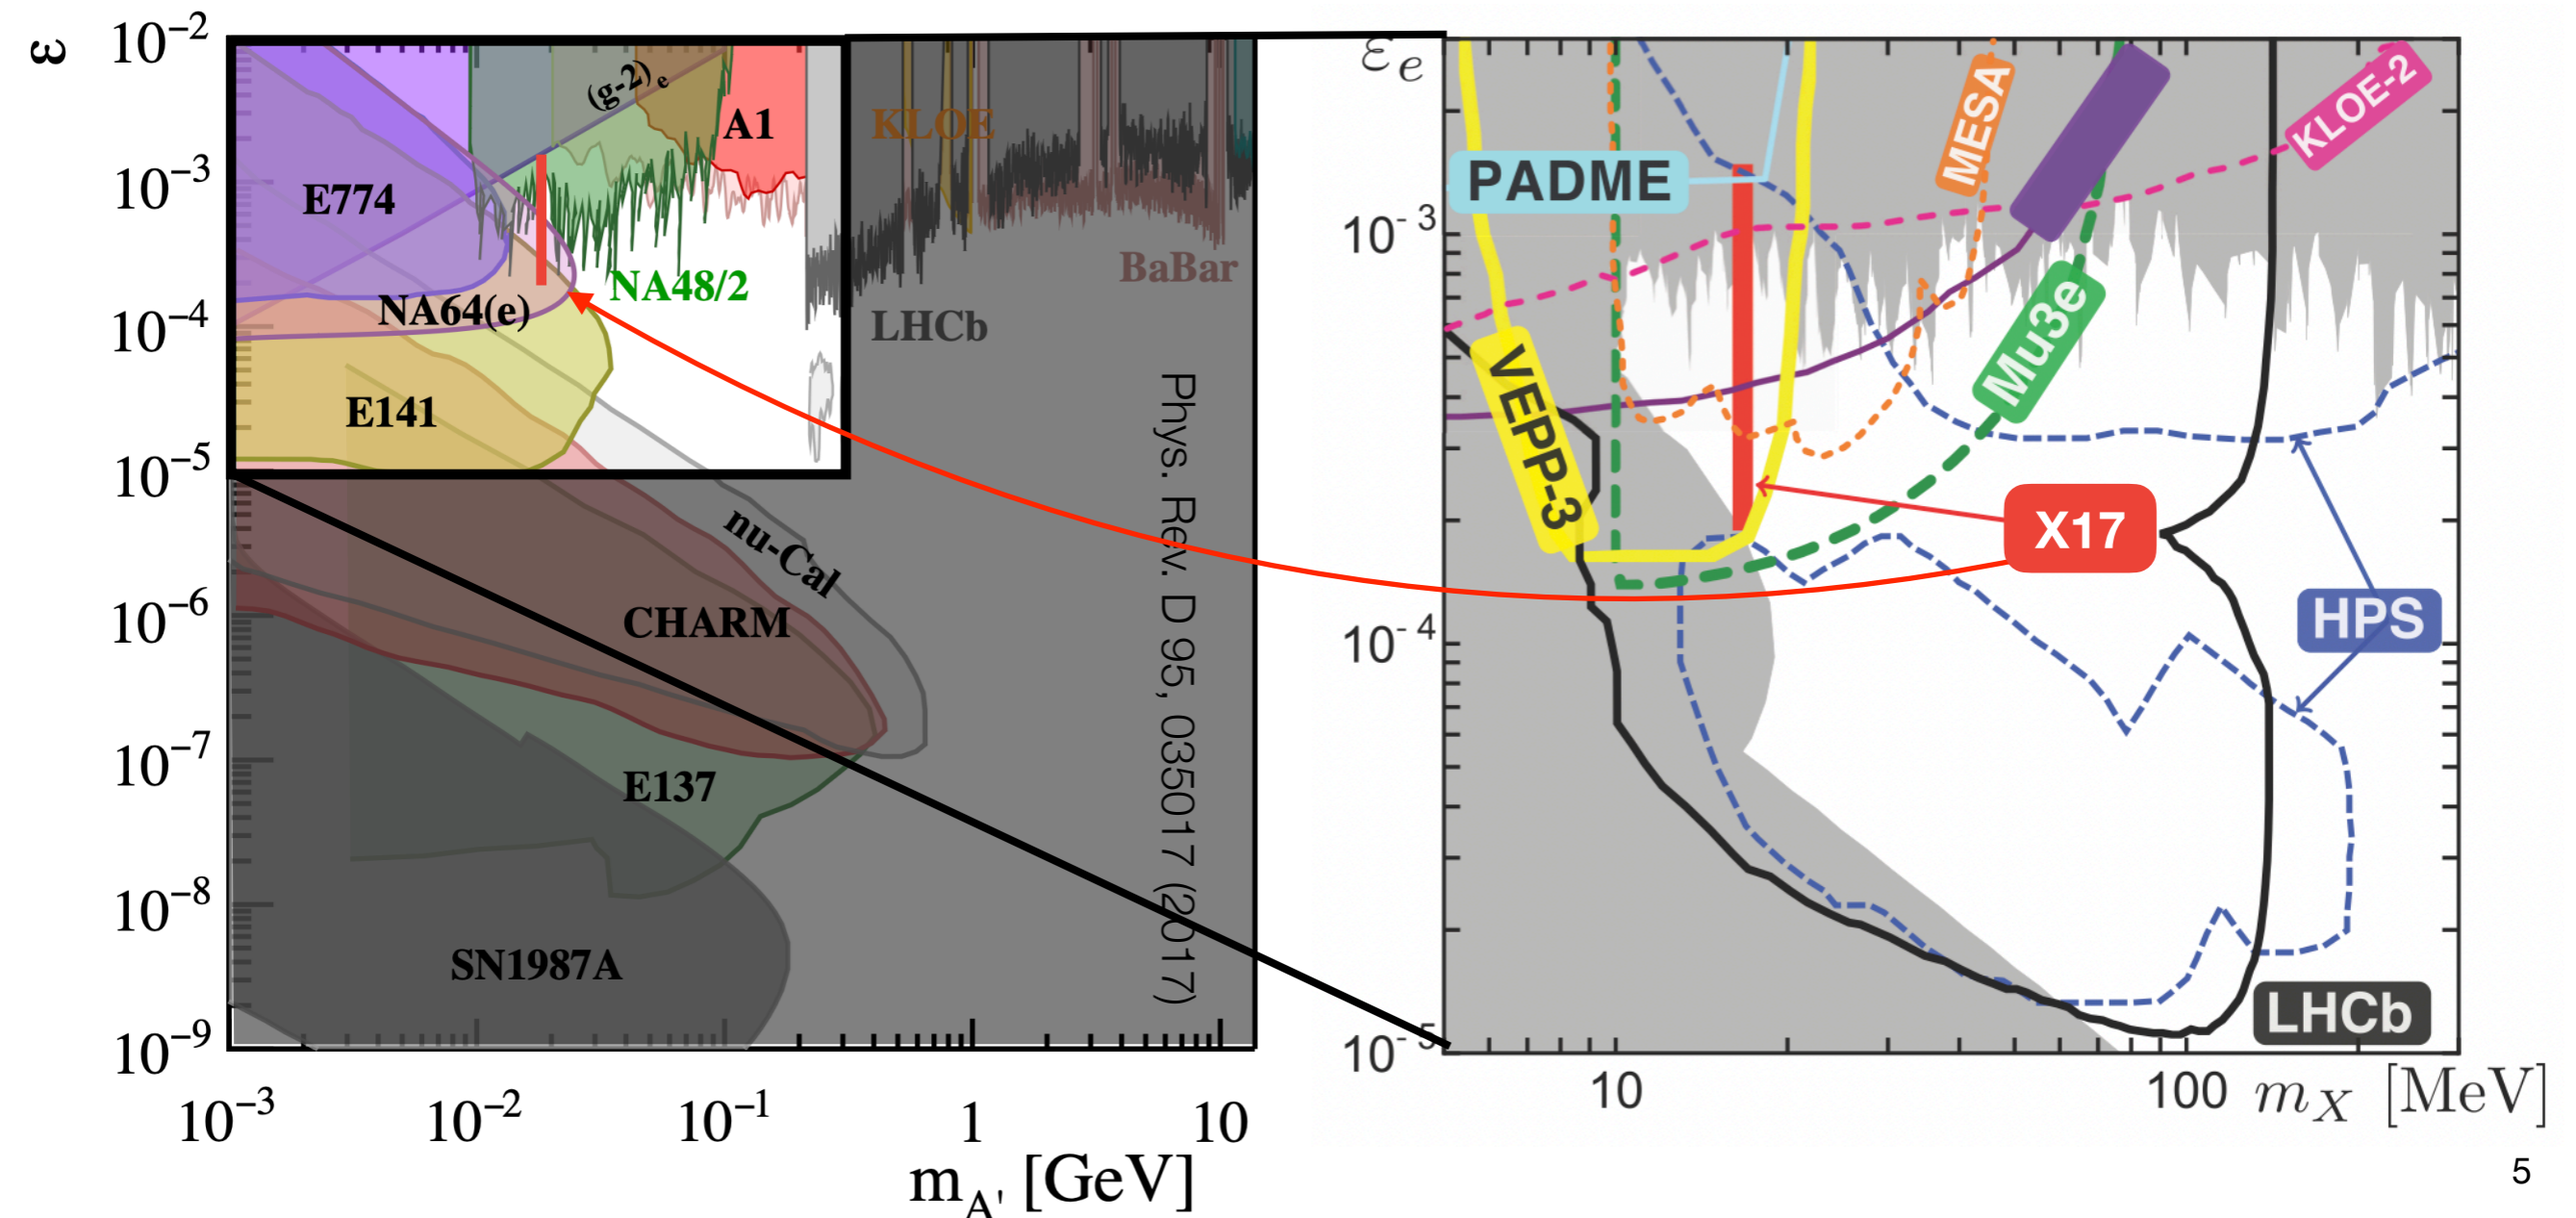 ε
10⁻²
10⁻³
10⁻⁴
10⁻⁵
10⁻⁶
10⁻⁷
10⁻⁸
10⁻⁹
(g-2)ₑ
A1
E774
NA64(e)
NA48/2
E141
KLOE
LHCb
BaBar
nu-Cal
CHARM
E137
SN1987A
Phys. Rev. D 95, 035017 (2017)
10⁻³ 10⁻² 10⁻¹ 1 10
m_A' [GeV]
εₑ
10⁻³
10⁻⁴
10⁻⁵
PADME
MESA
KLOE-2
VEPP-3
Mu3e
X17
HPS
LHCb
10 100 m_X [MeV]
5